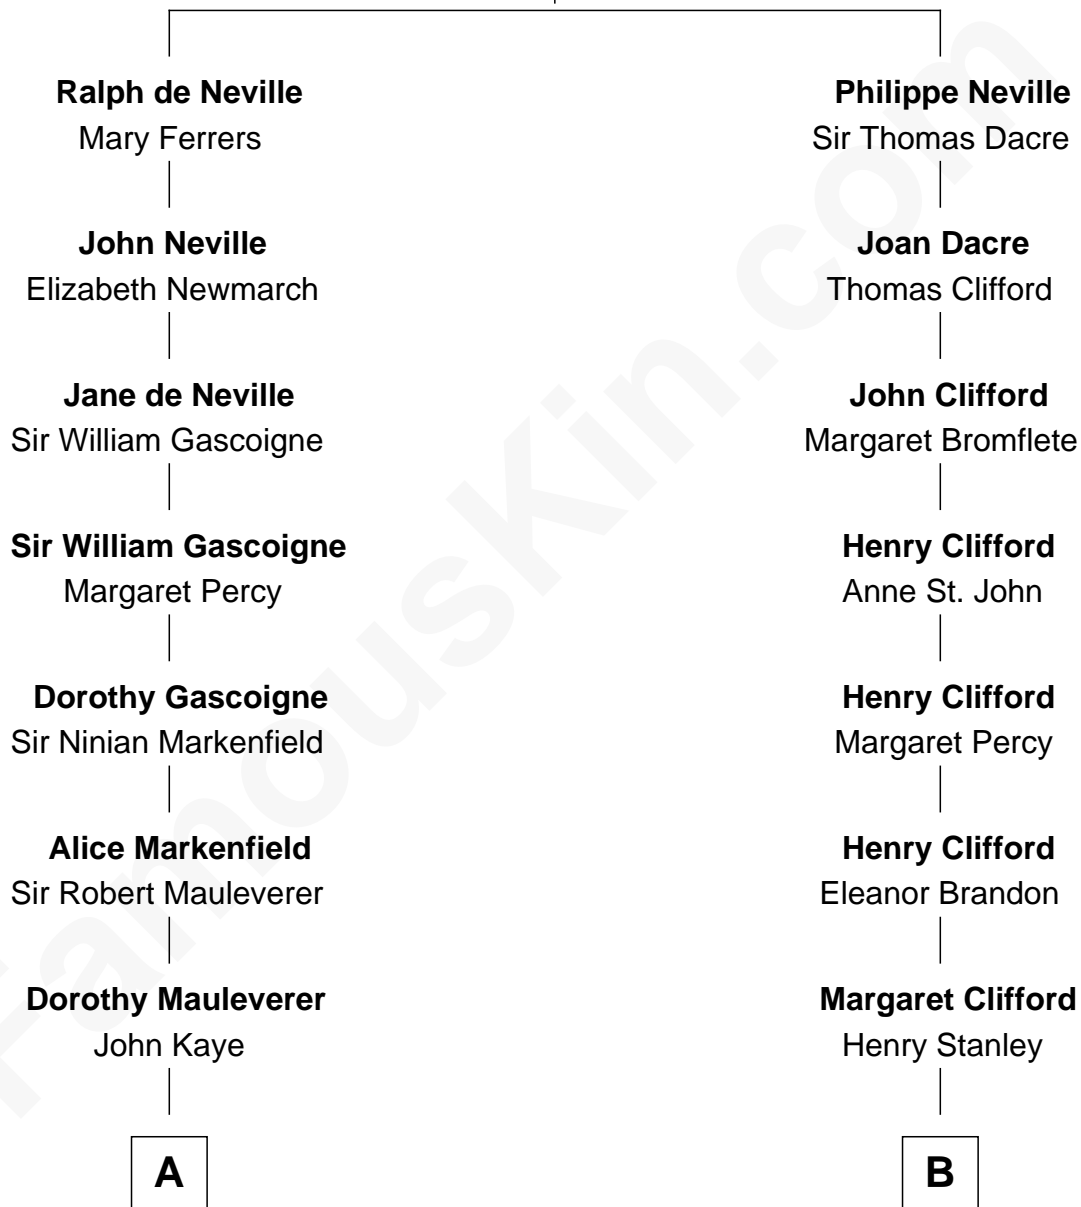 Ralph de Neville
Mary Ferrers
John Neville
Elizabeth Newmarch
Jane de Neville
Sir William Gascoigne
Sir William Gascoigne
Margaret Percy
Dorothy Gascoigne
Sir Ninian Markenfield
Alice Markenfield
Sir Robert Mauleverer
Dorothy Mauleverer
John Kaye
A
Philippe Neville
Sir Thomas Dacre
Joan Dacre
Thomas Clifford
John Clifford
Margaret Bromflete
Henry Clifford
Anne St. John
Henry Clifford
Margaret Percy
Henry Clifford
Eleanor Brandon
Margaret Clifford
Henry Stanley
B
FamousKin.com